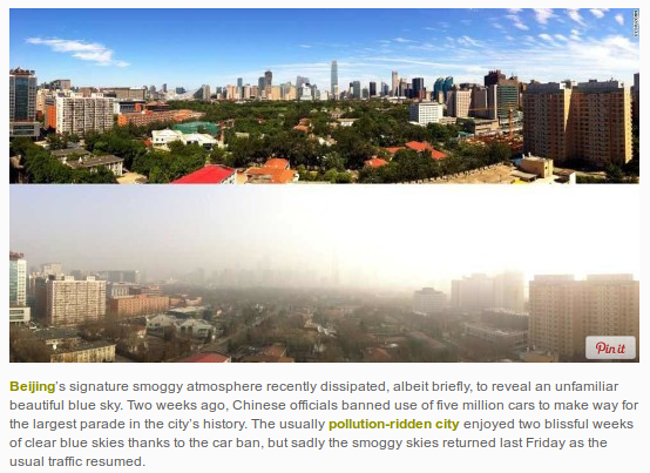 Pin it
Beijing's signature smoggy atmosphere recently dissipated, albeit briefly, to reveal an unfamiliar
beautiful blue sky. Two weeks ago, Chinese officials banned use of five million cars to make way for
the largest parade in the city's history. The usually pollution-ridden city enjoyed two blissful weeks
of clear blue skies thanks to the car ban, but sadly the smoggy skies returned last Friday as the
usual traffic resumed.